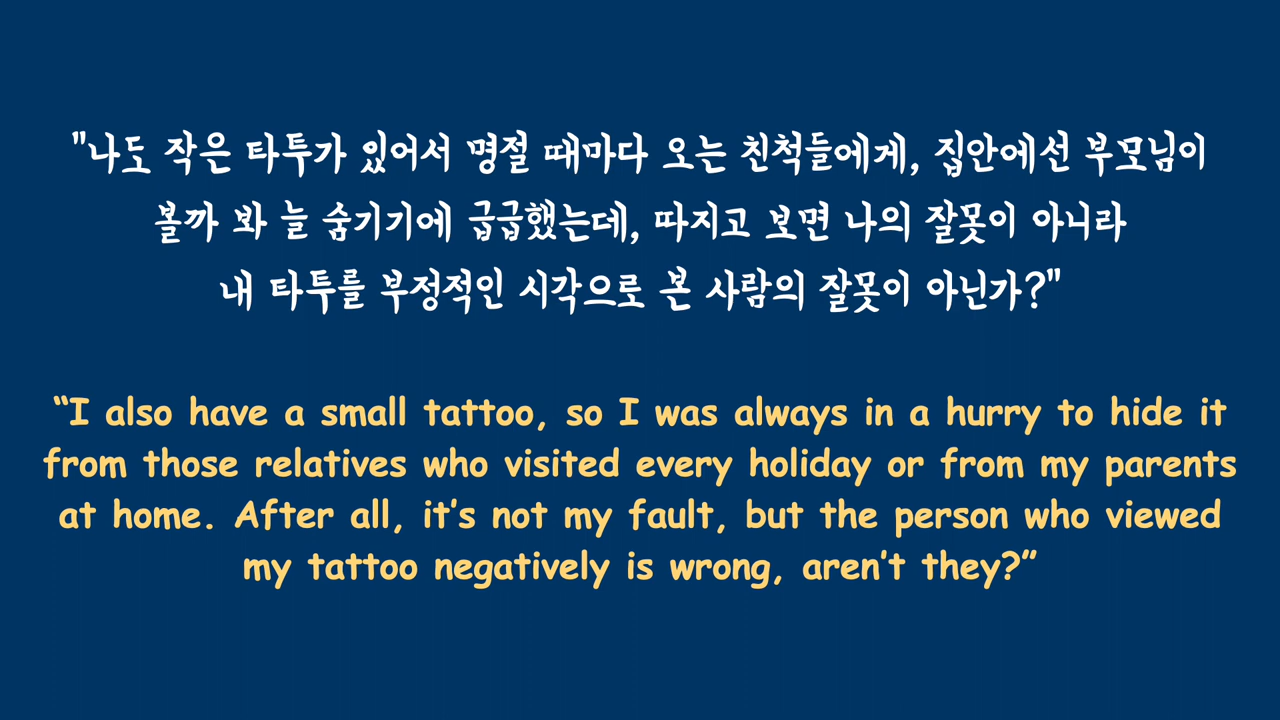 "나도 작은 타투가 있어서 명절 때마다 오는 친척들에게, 집안에선 부모님이
볼까 봐 늘 숨기기에 급급했는데, 따지고 보면 나의 잘못이 아니라
내 타투를 부정적인 시각으로 본 사람의 잘못이 아닌가?"
“I also have a small tattoo, so I was always in a hurry to hide it
from those relatives who visited every holiday or from my parents
at home. After all, it’s not my fault, but the person who viewed
my tattoo negatively is wrong, aren’t they?”